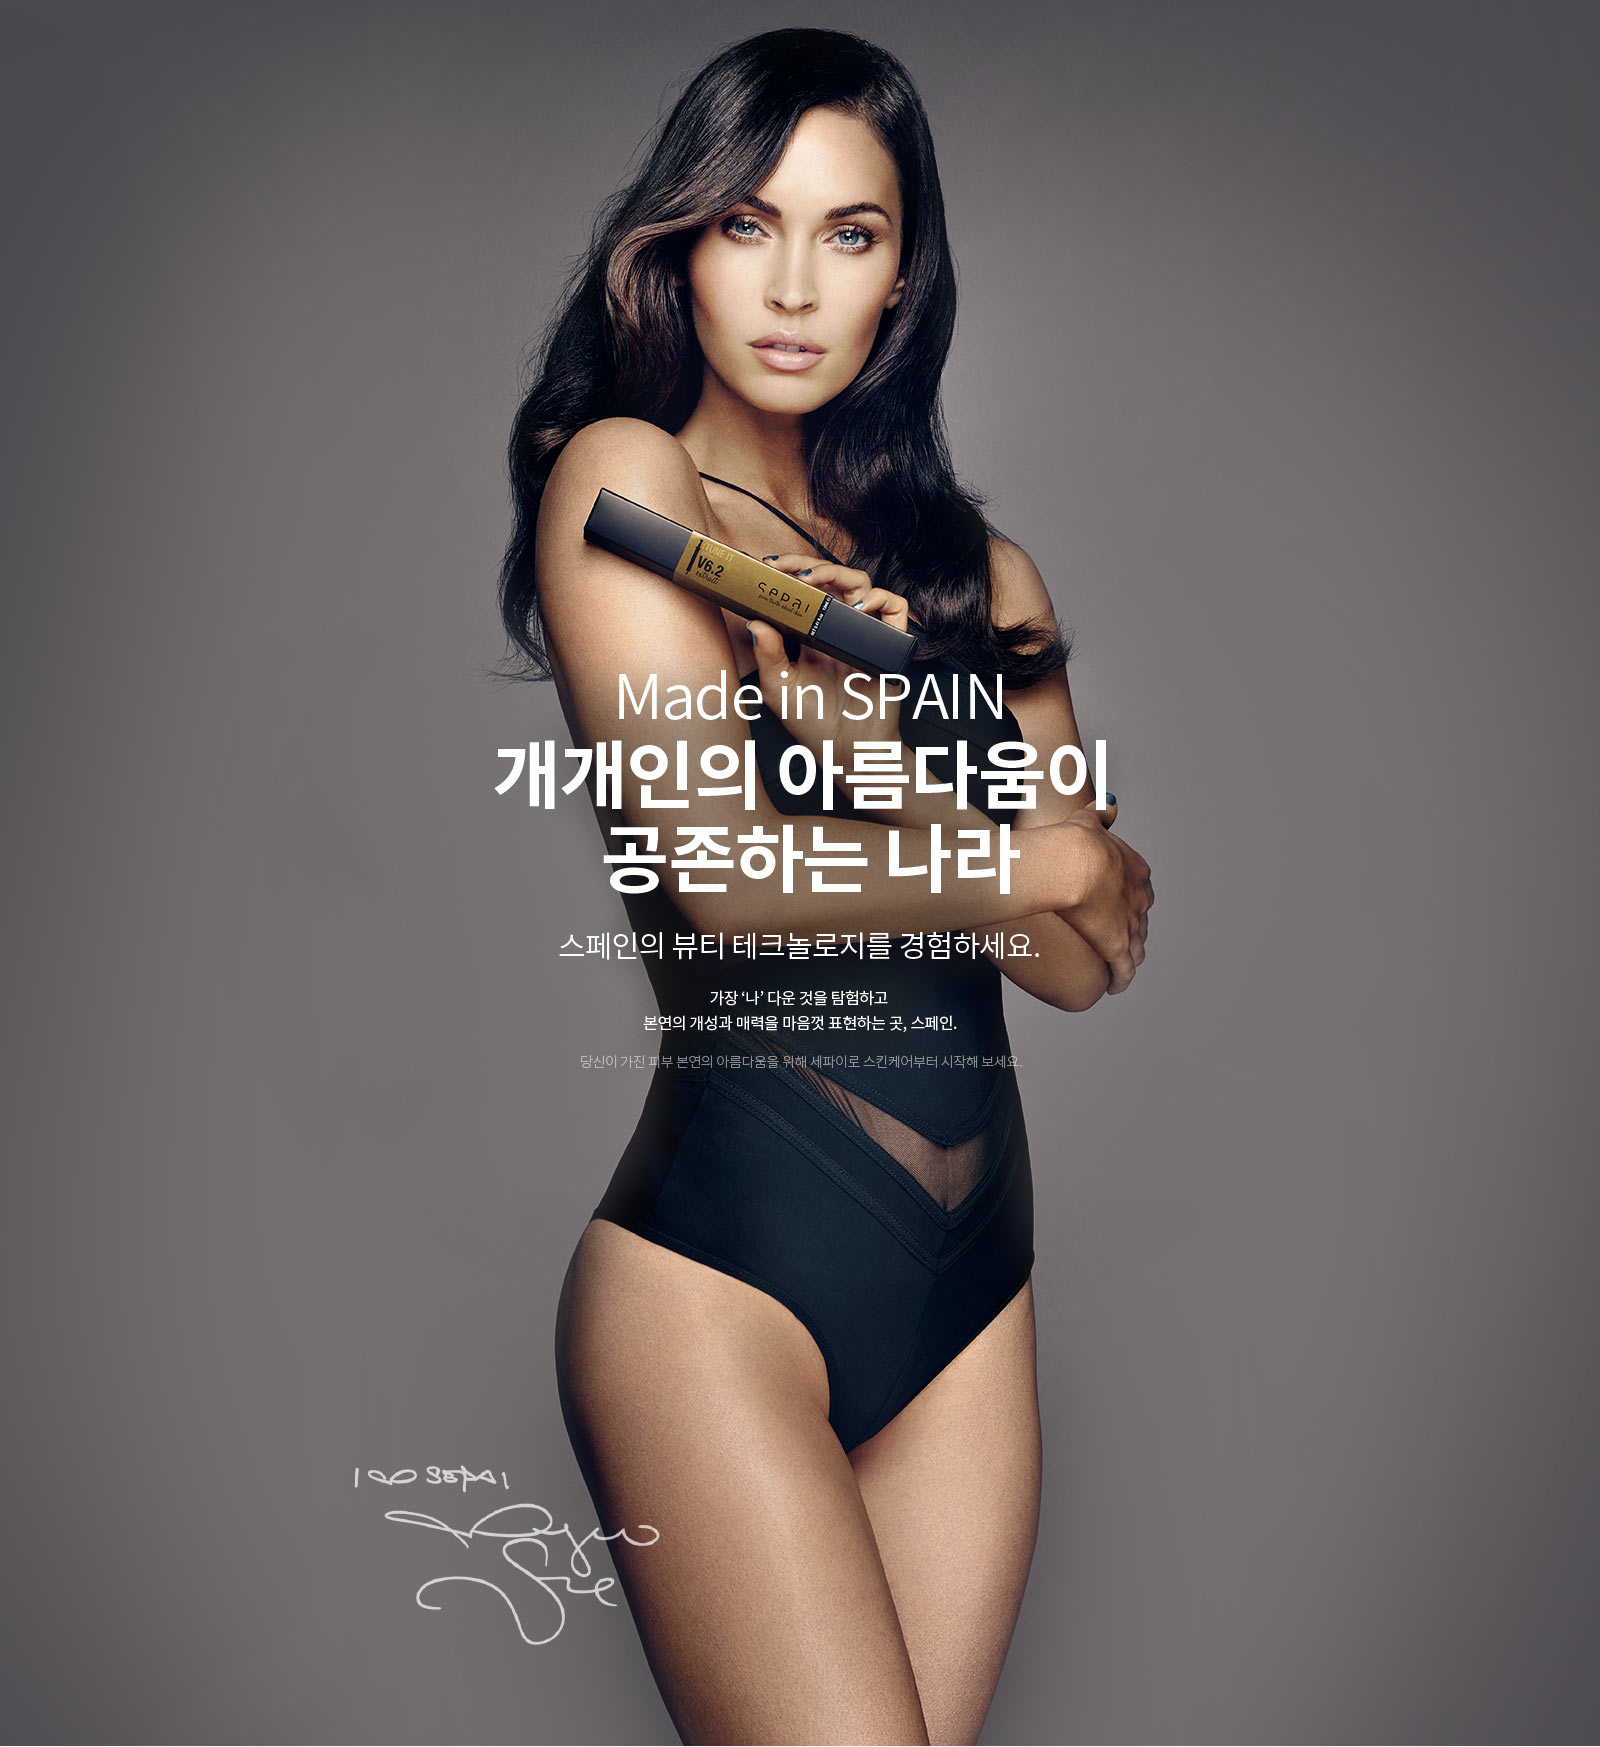 TUNE IT
V6.2
extract
sepai
Made in SPAIN
개개인의 아름다움이
공존하는 나라
스페인의 뷰티 테크놀로지를 경험하세요.
가장 ‘나’ 다운 것을 탐험하고
본연의 개성과 매력을 마음껏 표현하는 곳, 스페인.
당신이 가진 피부 본연의 아름다움을 위해 세파이로 스킨케어부터 시작해 보세요.
SEPAI